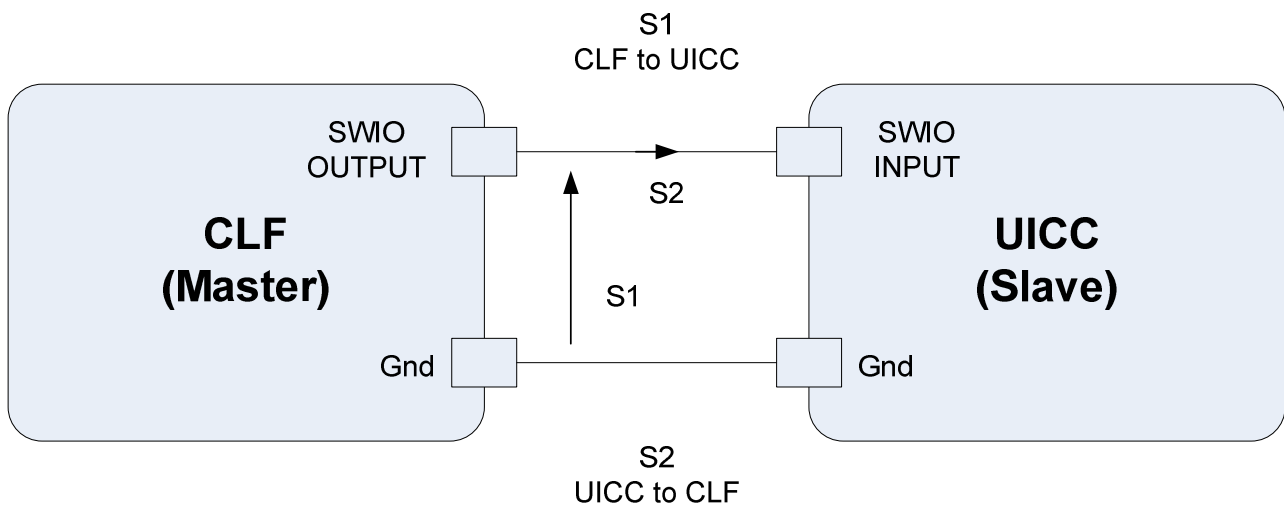 S1
CLF to UICC
SWIO
OUTPUT
SWIO
INPUT
S2
CLF
(Master)
UICC
(Slave)
S1
Gnd
Gnd
S2
UICC to CLF